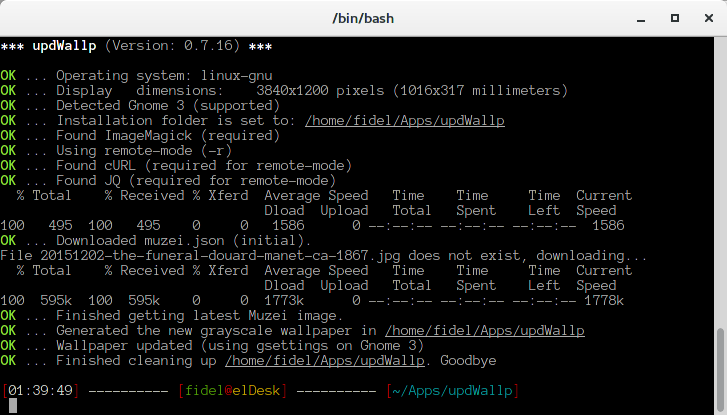 /bin/bash
*** updWallp (Version: 0.7.16) ***
OK ... Operating system: linux-gnu
OK ... Display   dimensions:    3840x1200 pixels (1016x317 millimeters)
OK ... Detected Gnome 3 (supported)
OK ... Installation folder is set to: /home/fidel/Apps/updWallp
OK ... Found ImageMagick (required)
OK ... Using remote-mode (-r)
OK ... Found cURL (required for remote-mode)
OK ... Found JQ (required for remote-mode)
  % Total    % Received % Xferd  Average Speed   Time    Time     Time  Current
                                 Dload  Upload   Total   Spent    Left  Speed
100   495  100   495    0     0   1586      0 --:--:-- --:--:-- --:--:--  1586
OK ... Downloaded muzei.json (initial).
File 20151202-the-funeral-douard-manet-ca-1867.jpg does not exist, downloading...
  % Total    % Received % Xferd  Average Speed   Time    Time     Time  Current
                                 Dload  Upload   Total   Spent    Left  Speed
100  595k  100  595k    0     0  1773k      0 --:--:-- --:--:-- --:--:-- 1778k
OK ... Finished getting latest Muzei image.
OK ... Generated the new grayscale wallpaper in /home/fidel/Apps/updWallp
OK ... Wallpaper updated (using gsettings on Gnome 3)
OK ... Finished cleaning up /home/fidel/Apps/updWallp. Goodbye
[01:39:49] ---------- [fidel@elDesk] ---------- [~/Apps/updWallp]